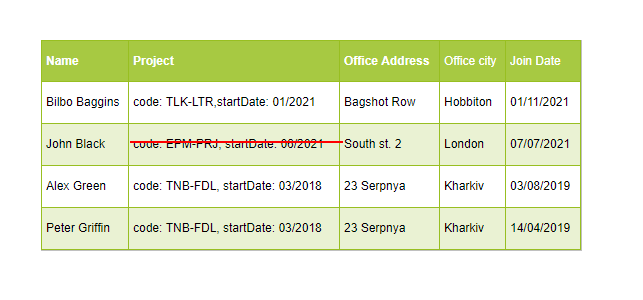 Name Project Office Address Office city Join Date
Bilbo Baggins code: TLK-LTR,startDate: 01/2021 Bagshot Row Hobbiton 01/11/2021
John Black code: EPM-PRJ, startDate: 06/2021 South st. 2 London 07/07/2021
Alex Green code: TNB-FDL, startDate: 03/2018 23 Serpnya Kharkiv 03/08/2019
Peter Griffin code: TNB-FDL, startDate: 03/2018 23 Serpnya Kharkiv 14/04/2019